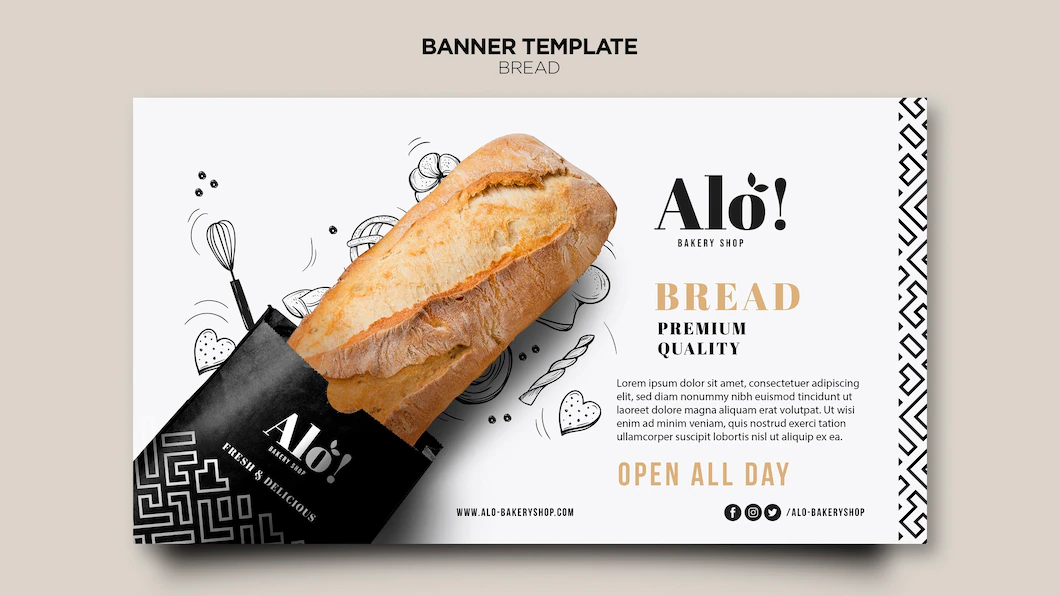 BANNER TEMPLATE
BREAD
Alo!
BAKERY SHOP
BREAD
PREMIUM
QUALITY
Lorem ipsum dolor sit amet, consectetuer adipiscing
elit, sed diam nonummy nibh euismod tincidunt ut
laoreet dolore magna aliquam erat volutpat. Ut wisi
enim ad minim veniam, quis nostrud exerci tation
ullamcorper suscipit lobortis nisl ut aliquip ex ea.
OPEN ALL DAY
Alo!
BAKERY SHOP
FRESH & DELICIOUS
WWW.ALO-BAKERYSHOP.COM
/ALO-BAKERYSHOP